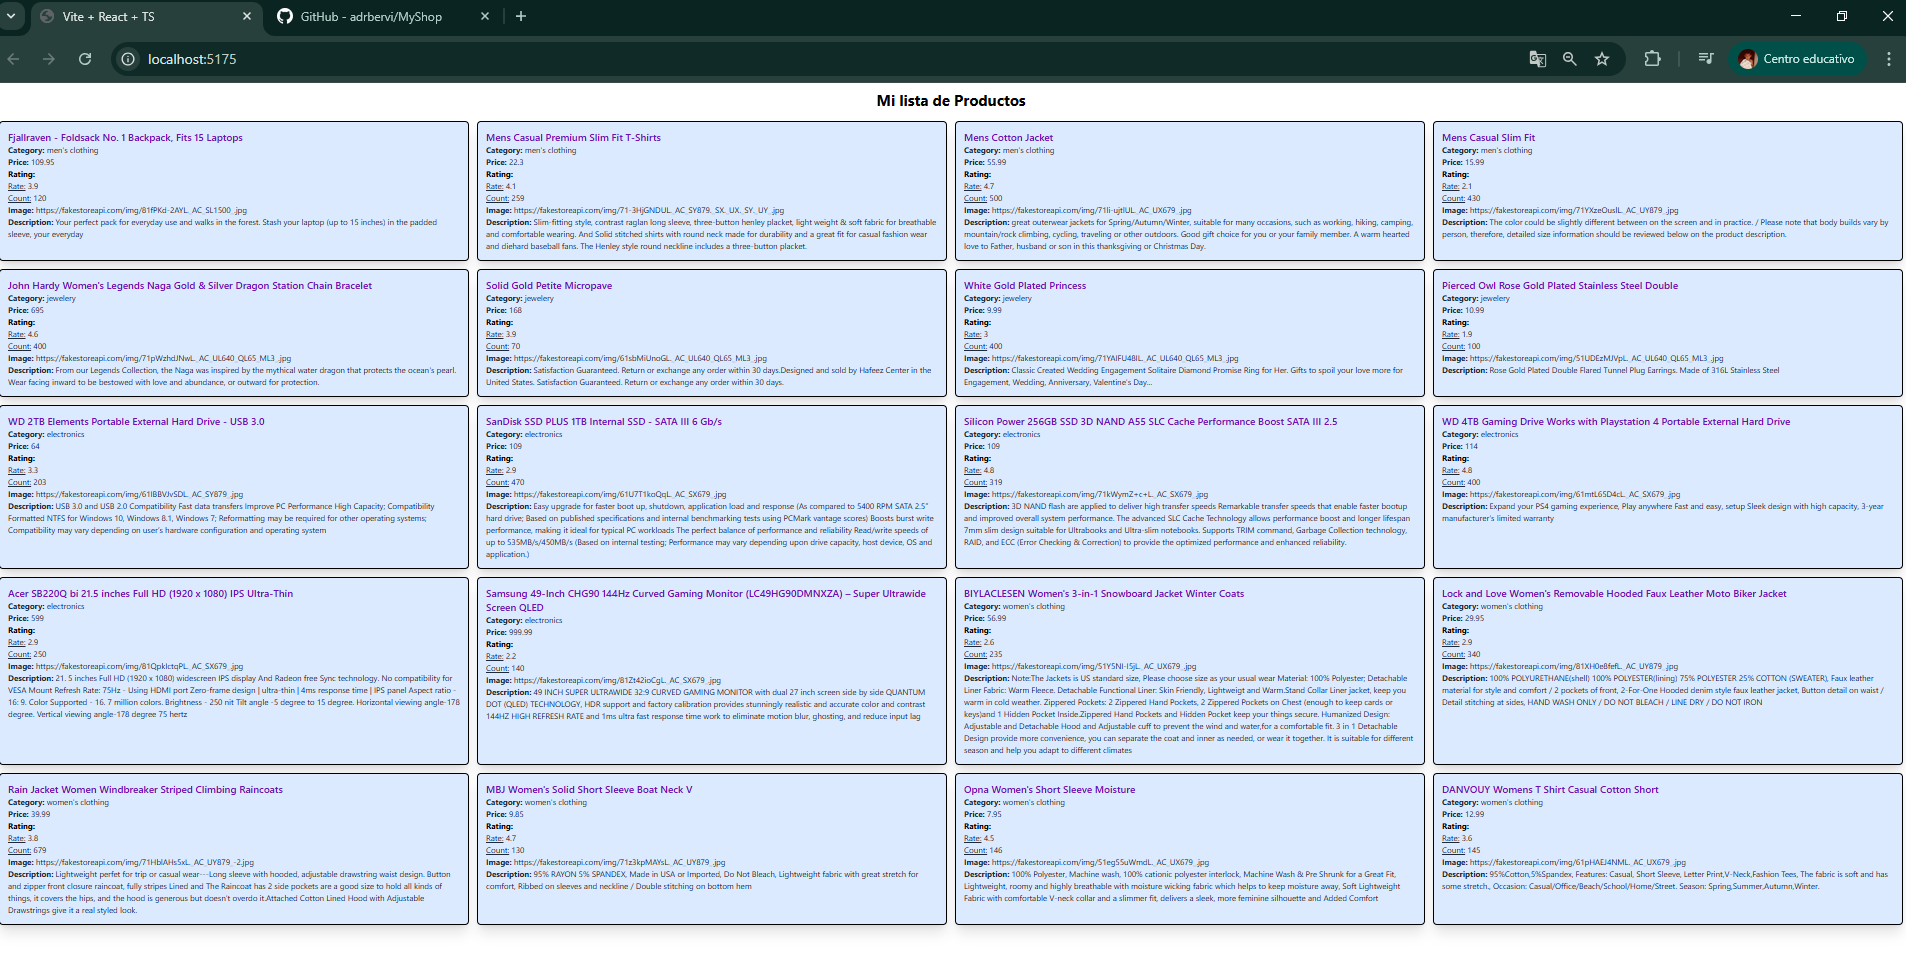 Vite + React + TS
GitHub - adrbervi/MyShop
localhost:5175
Centro educativo
Mi lista de Productos
Fjallraven - Foldsack No. 1 Backpack, Fits 15 Laptops
Category: men's clothing
Price: 109.95
Rating:
Rate: 3.9
Count: 120
Image: https://fakestoreapi.com/img/81fPKd-2AYL._AC_SL1500_.jpg
Description: Your perfect pack for everyday use and walks in the forest. Stash your laptop (up to 15 inches) in the padded
sleeve, your everyday
Mens Casual Premium Slim Fit T-Shirts
Category: men's clothing
Price: 22.3
Rating:
Rate: 4.1
Count: 259
Image: https://fakestoreapi.com/img/71-3HjGNDUL._AC_SY879._SX._UX._SY._UY_.jpg
Description: Slim-fitting style, contrast raglan long sleeve, three-button henley placket, light weight & soft fabric for breathable
and comfortable wearing. And Solid stitched shirts with round neck made for durability and a great fit for casual fashion wear
and diehard baseball fans. The Henley style round neckline includes a three-button placket.
Mens Cotton Jacket
Category: men's clothing
Price: 55.99
Rating:
Rate: 4.7
Count: 500
Image: https://fakestoreapi.com/img/71li-ujtlUL._AC_UX679_.jpg
Description: great outerwear jackets for Spring/Autumn/Winter, suitable for many occasions, such as working, hiking, camping,
mountain/rock climbing, cycling, traveling or other outdoors. Good gift choice for you or your family member. A warm hearted
love to Father, husband or son in this thanksgiving or Christmas Day.
Mens Casual Slim Fit
Category: men's clothing
Price: 15.99
Rating:
Rate: 2.1
Count: 430
Image: https://fakestoreapi.com/img/71YXzeOuslL._AC_UY879_.jpg
Description: The color could be slightly different between on the screen and in practice. / Please note that body builds vary by
person, therefore, detailed size information should be reviewed below on the product description.
John Hardy Women's Legends Naga Gold & Silver Dragon Station Chain Bracelet
Category: jewelery
Price: 695
Rating:
Rate: 4.6
Count: 400
Image: https://fakestoreapi.com/img/71pWzhdJNwL._AC_UL640_QL65_ML3_.jpg
Description: From our Legends Collection, the Naga was inspired by the mythical water dragon that protects the ocean's pearl.
Wear facing inward to be bestowed with love and abundance, or outward for protection.
Solid Gold Petite Micropave
Category: jewelery
Price: 168
Rating:
Rate: 3.9
Count: 70
Image: https://fakestoreapi.com/img/61sbMiUnoGL._AC_UL640_QL65_ML3_.jpg
Description: Satisfaction Guaranteed. Return or exchange any order within 30 days.Designed and sold by Hafeez Center in the
United States. Satisfaction Guaranteed. Return or exchange any order within 30 days.
White Gold Plated Princess
Category: jewelery
Price: 9.99
Rating:
Rate: 3
Count: 400
Image: https://fakestoreapi.com/img/71YAIFU48IL._AC_UL640_QL65_ML3_.jpg
Description: Classic Created Wedding Engagement Solitaire Diamond Promise Ring for Her. Gifts to spoil your love more for
Engagement, Wedding, Anniversary, Valentine's Day...
Pierced Owl Rose Gold Plated Stainless Steel Double
Category: jewelery
Price: 10.99
Rating:
Rate: 1.9
Count: 100
Image: https://fakestoreapi.com/img/51UDEzMJVpL._AC_UL640_QL65_ML3_.jpg
Description: Rose Gold Plated Double Flared Tunnel Plug Earrings. Made of 316L Stainless Steel
WD 2TB Elements Portable External Hard Drive - USB 3.0
Category: electronics
Price: 64
Rating:
Rate: 3.3
Count: 203
Image: https://fakestoreapi.com/img/61IBBVJvSDL._AC_SY879_.jpg
Description: USB 3.0 and USB 2.0 Compatibility Fast data transfers Improve PC Performance High Capacity; Compatibility
Formatted NTFS for Windows 10, Windows 8.1, Windows 7; Reformatting may be required for other operating systems;
Compatibility may vary depending on user's hardware configuration and operating system
SanDisk SSD PLUS 1TB Internal SSD - SATA III 6 Gb/s
Category: electronics
Price: 109
Rating:
Rate: 2.9
Count: 470
Image: https://fakestoreapi.com/img/61U7T1koQqL._AC_SX679_.jpg
Description: Easy upgrade for faster boot up, shutdown, application load and response (As compared to 5400 RPM SATA 2.5"
hard drive; Based on published specifications and internal benchmarking tests using PCMark vantage scores) Boosts burst write
performance, making it ideal for typical PC workloads The perfect balance of performance and reliability Read/write speeds of
up to 535MB/s/450MB/s (Based on internal testing; Performance may vary depending upon drive capacity, host device, OS and
application.)
Silicon Power 256GB SSD 3D NAND A55 SLC Cache Performance Boost SATA III 2.5
Category: electronics
Price: 109
Rating:
Rate: 4.8
Count: 319
Image: https://fakestoreapi.com/img/71kWymZ+c+L._AC_SX679_.jpg
Description: 3D NAND flash are applied to deliver high transfer speeds Remarkable transfer speeds that enable faster bootup
and improved overall system performance. The advanced SLC Cache Technology allows performance boost and longer lifespan
7mm slim design suitable for Ultrabooks and Ultra-slim notebooks. Supports TRIM command, Garbage Collection technology,
RAID, and ECC (Error Checking & Correction) to provide the optimized performance and enhanced reliability.
WD 4TB Gaming Drive Works with Playstation 4 Portable External Hard Drive
Category: electronics
Price: 114
Rating:
Rate: 4.8
Count: 400
Image: https://fakestoreapi.com/img/61mtL65D4cL._AC_SX679_.jpg
Description: Expand your PS4 gaming experience, Play anywhere Fast and easy, setup Sleek design with high capacity, 3-year
manufacturer's limited warranty
Acer SB220Q bi 21.5 inches Full HD (1920 x 1080) IPS Ultra-Thin
Category: electronics
Price: 599
Rating:
Rate: 2.9
Count: 250
Image: https://fakestoreapi.com/img/81QpkIctqPL._AC_SX679_.jpg
Description: 21. 5 inches Full HD (1920 x 1080) widescreen IPS display And Radeon free Sync technology. No compatibility for
VESA Mount Refresh Rate: 75Hz - Using HDMI port Zero-frame design | ultra-thin | 4ms response time | IPS panel Aspect ratio -
16: 9. Color Supported - 16. 7 million colors. Brightness - 250 nit Tilt angle -5 degree to 15 degree. Horizontal viewing angle-178
degree. Vertical viewing angle-178 degree 75 hertz
Samsung 49-Inch CHG90 144Hz Curved Gaming Monitor (LC49HG90DMNXZA) – Super Ultrawide
Screen QLED
Category: electronics
Price: 999.99
Rating:
Rate: 2.2
Count: 140
Image: https://fakestoreapi.com/img/81Zt42ioCgL._AC_SX679_.jpg
Description: 49 INCH SUPER ULTRAWIDE 32:9 CURVED GAMING MONITOR with dual 27 inch screen side by side QUANTUM
DOT (QLED) TECHNOLOGY, HDR support and factory calibration provides stunningly realistic and accurate color and contrast
144HZ HIGH REFRESH RATE and 1ms ultra fast response time work to eliminate motion blur, ghosting, and reduce input lag
BIYLACLESEN Women's 3-in-1 Snowboard Jacket Winter Coats
Category: women's clothing
Price: 56.99
Rating:
Rate: 2.6
Count: 235
Image: https://fakestoreapi.com/img/51Y5NI-I5jL._AC_UX679_.jpg
Description: Note:The Jackets is US standard size, Please choose size as your usual wear Material: 100% Polyester; Detachable
Liner Fabric: Warm Fleece. Detachable Functional Liner: Skin Friendly, Lightweigt and Warm.Stand Collar Liner jacket, keep you
warm in cold weather. Zippered Pockets: 2 Zippered Hand Pockets, 2 Zippered Pockets on Chest (enough to keep cards or
keys)and 1 Hidden Pocket Inside.Zippered Hand Pockets and Hidden Pocket keep your things secure. Humanized Design:
Adjustable and Detachable Hood and Adjustable cuff to prevent the wind and water,for a comfortable fit. 3 in 1 Detachable
Design provide more convenience, you can separate the coat and inner as needed, or wear it together. It is suitable for different
season and help you adapt to different climates
Lock and Love Women's Removable Hooded Faux Leather Moto Biker Jacket
Category: women's clothing
Price: 29.95
Rating:
Rate: 2.9
Count: 340
Image: https://fakestoreapi.com/img/81XH0e8fefL._AC_UY879_.jpg
Description: 100% POLYURETHANE(shell) 100% POLYESTER(lining) 75% POLYESTER 25% COTTON (SWEATER), Faux leather
material for style and comfort / 2 pockets of front, 2-For-One Hooded denim style faux leather jacket, Button detail on waist /
Detail stitching at sides, HAND WASH ONLY / DO NOT BLEACH / LINE DRY / DO NOT IRON
Rain Jacket Women Windbreaker Striped Climbing Raincoats
Category: women's clothing
Price: 39.99
Rating:
Rate: 3.8
Count: 679
Image: https://fakestoreapi.com/img/71HblAHs5xL._AC_UY879_-2.jpg
Description: Lightweight perfet for trip or casual wear---Long sleeve with hooded, adjustable drawstring waist design. Button
and zipper front closure raincoat, fully stripes Lined and The Raincoat has 2 side pockets are a good size to hold all kinds of
things, it covers the hips, and the hood is generous but doesn't overdo it.Attached Cotton Lined Hood with Adjustable
Drawstrings give it a real styled look.
MBJ Women's Solid Short Sleeve Boat Neck V
Category: women's clothing
Price: 9.85
Rating:
Rate: 4.7
Count: 130
Image: https://fakestoreapi.com/img/71z3kpMAYsL._AC_UY879_.jpg
Description: 95% RAYON 5% SPANDEX, Made in USA or Imported, Do Not Bleach, Lightweight fabric with great stretch for
comfort, Ribbed on sleeves and neckline / Double stitching on bottom hem
Opna Women's Short Sleeve Moisture
Category: women's clothing
Price: 7.95
Rating:
Rate: 4.5
Count: 146
Image: https://fakestoreapi.com/img/51eg55uWmdL._AC_UX679_.jpg
Description: 100% Polyester, Machine wash, 100% cationic polyester interlock, Machine Wash & Pre Shrunk for a Great Fit,
Lightweight, roomy and highly breathable with moisture wicking fabric which helps to keep moisture away, Soft Lightweight
Fabric with comfortable V-neck collar and a slimmer fit, delivers a sleek, more feminine silhouette and Added Comfort
DANVOUY Womens T Shirt Casual Cotton Short
Category: women's clothing
Price: 12.99
Rating:
Rate: 3.6
Count: 145
Image: https://fakestoreapi.com/img/61pHAEJ4NML._AC_UX679_.jpg
Description: 95%Cotton,5%Spandex, Features: Casual, Short Sleeve, Letter Print,V-Neck,Fashion Tees, The fabric is soft and has
some stretch., Occasion: Casual/Office/Beach/School/Home/Street. Season: Spring,Summer,Autumn,Winter.